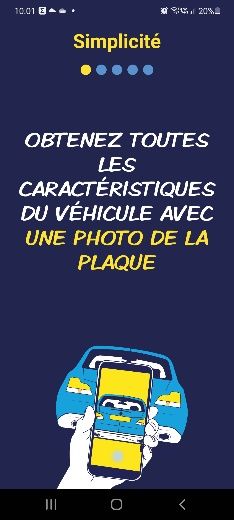 10.01 20%
Simplicité
OBTENEZ TOUTES
LES
CARACTÉRISTIQUES
DU VÉHICULE AVEC
UNE PHOTO DE LA
PLAQUE